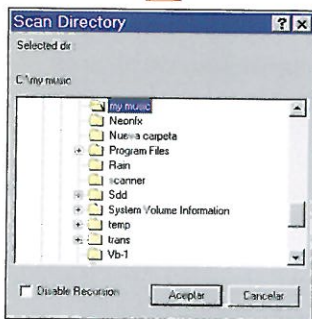 Scan Directory
Selected dir
C:\my music
my music
Neonfx
Nueva carpeta
Program Files
Rain
scanner
Sdd
System Volume Information
temp
trans
Vb-1
Disable Recursion
Aceptar
Cancelar